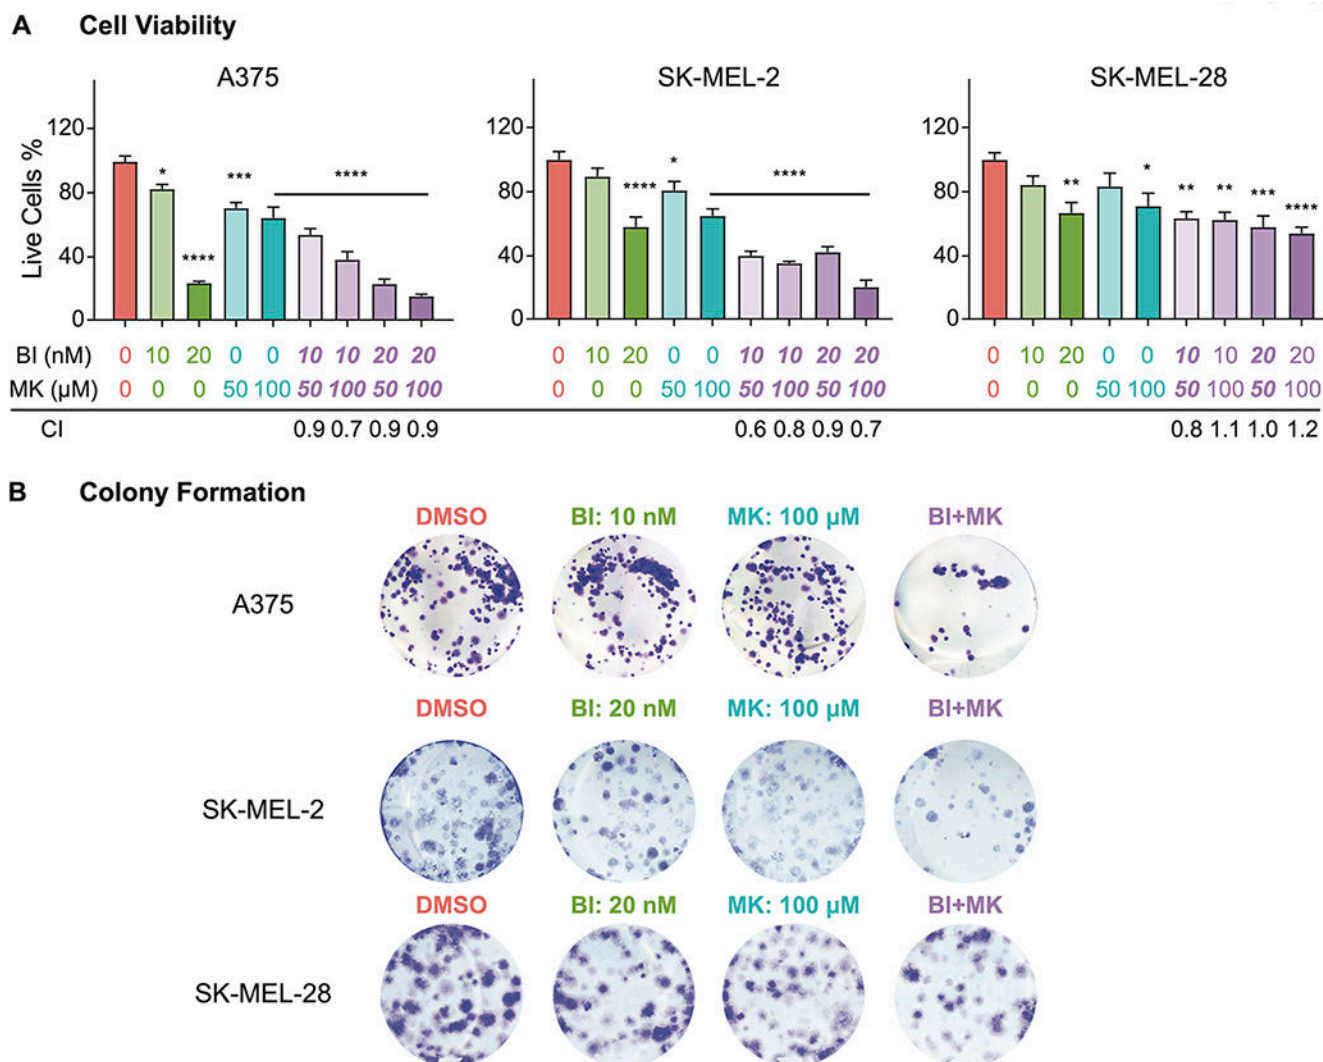 A Cell Viability
A375 SK-MEL-2 SK-MEL-28
Live Cells %
120 120 120
80 80 80
40 40 40
0 0 0
* **** *** ****
**** * ****
** * ** ** *** ****
BI (nM) 0 10 20 0 0 10 10 20 20 0 10 20 0 0 10 10 20 20 0 10 20 0 0 10 10 20 20
MK (µM) 0 0 0 50 100 50 100 50 100 0 0 0 50 100 50 100 50 100 0 0 0 50 100 50 100 50 100
CI 0.9 0.7 0.9 0.9 0.6 0.8 0.9 0.7 0.8 1.1 1.0 1.2
B Colony Formation
DMSO BI: 10 nM MK: 100 µM BI+MK
A375
DMSO BI: 20 nM MK: 100 µM BI+MK
SK-MEL-2
DMSO BI: 20 nM MK: 100 µM BI+MK
SK-MEL-28